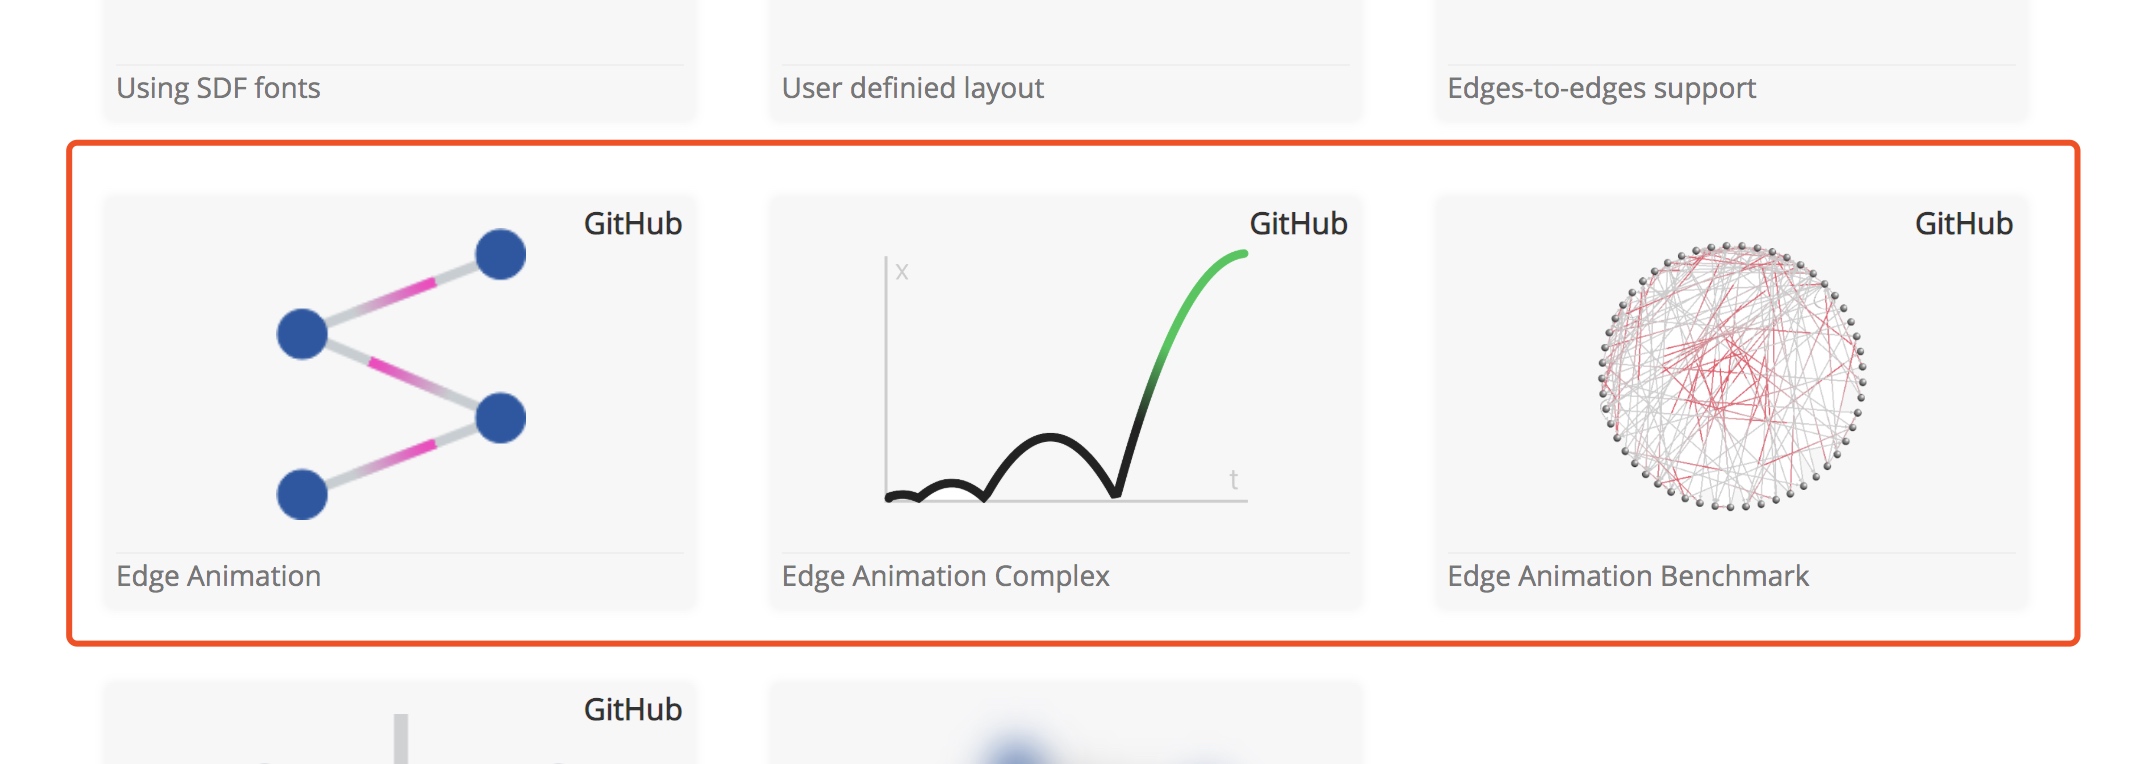 Using SDF fonts
User definied layout
Edges-to-edges support
GitHub
Edge Animation
GitHub
x
t
Edge Animation Complex
GitHub
Edge Animation Benchmark
GitHub